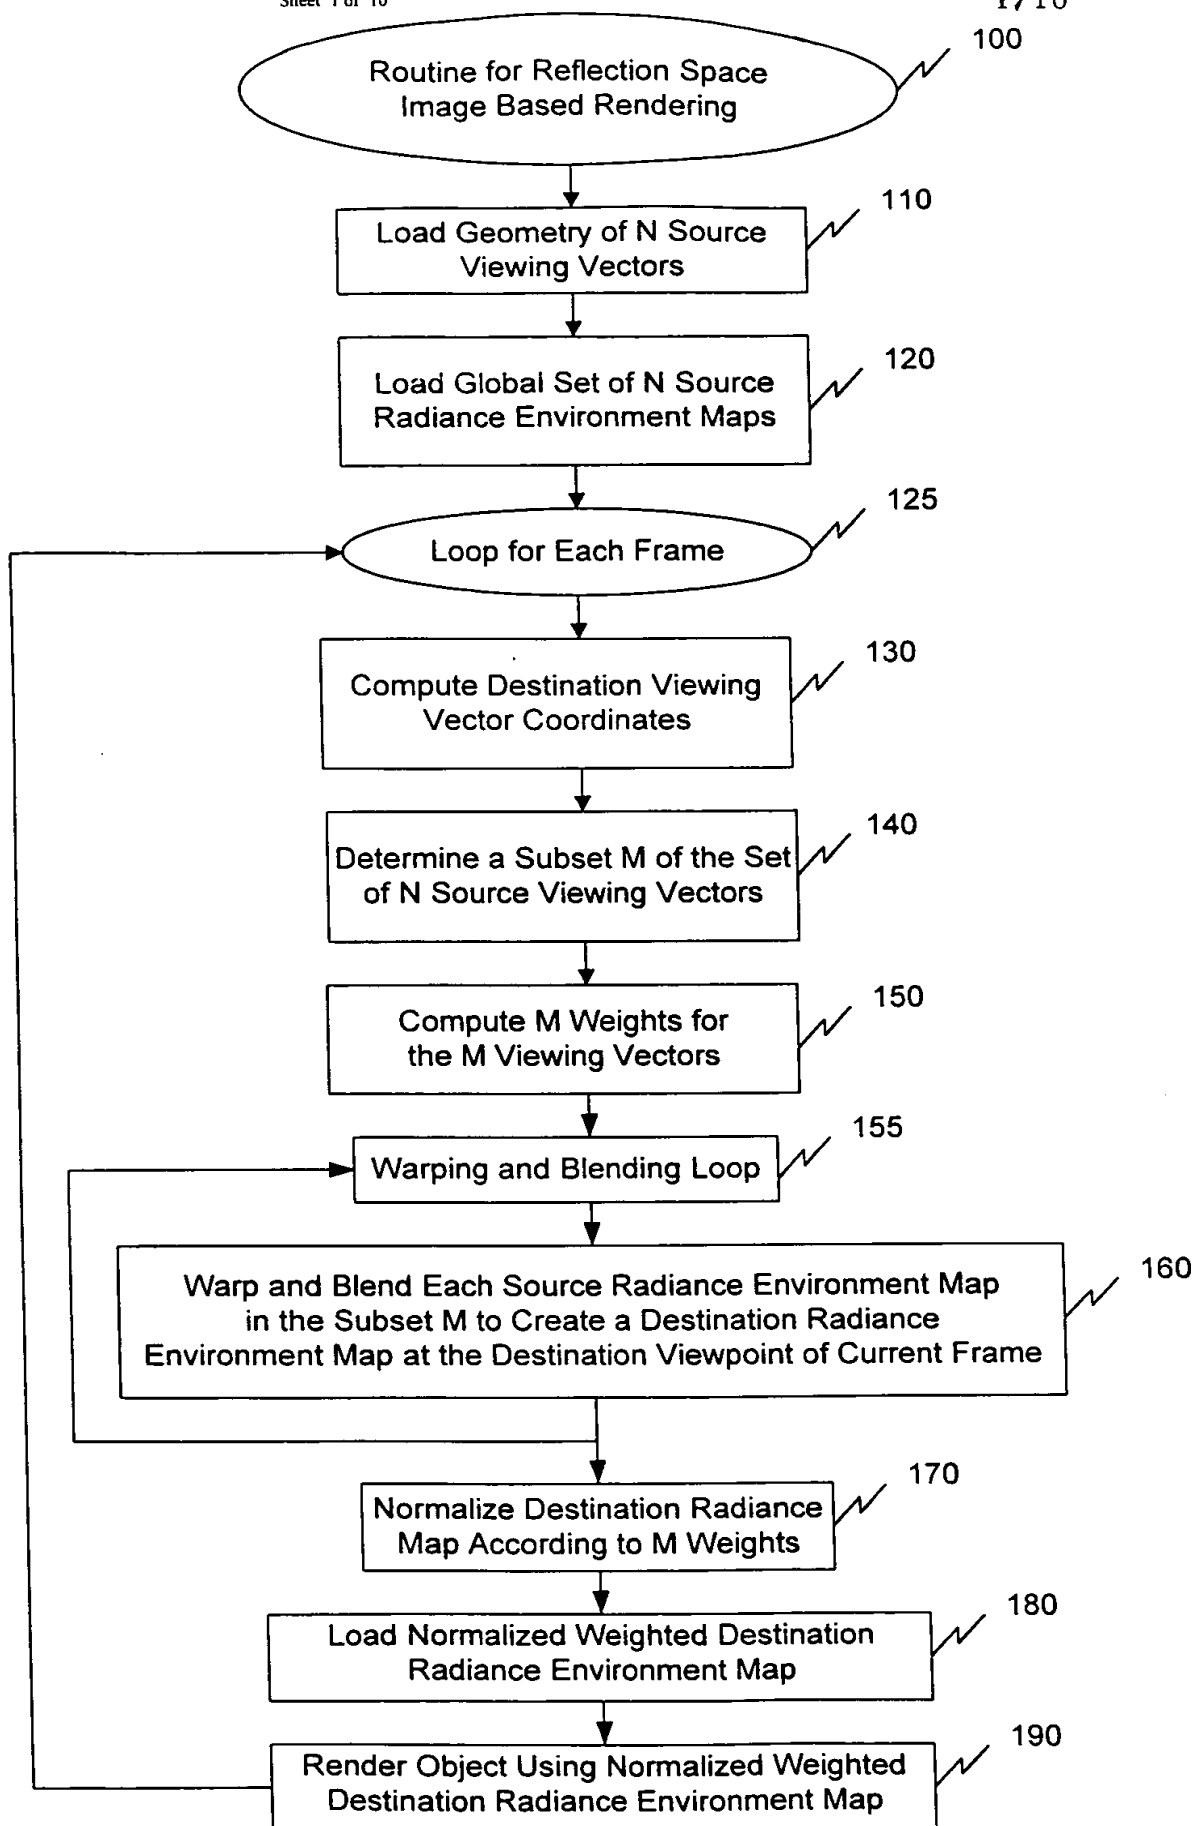 Sheet 1 of 10
1/10
100
Routine for Reflection Space
Image Based Rendering
110
Load Geometry of N Source
Viewing Vectors
120
Load Global Set of N Source
Radiance Environment Maps
125
Loop for Each Frame
130
Compute Destination Viewing
Vector Coordinates
140
Determine a Subset M of the Set
of N Source Viewing Vectors
150
Compute M Weights for
the M Viewing Vectors
155
Warping and Blending Loop
160
Warp and Blend Each Source Radiance Environment Map
in the Subset M to Create a Destination Radiance
Environment Map at the Destination Viewpoint of Current Frame
170
Normalize Destination Radiance
Map According to M Weights
180
Load Normalized Weighted Destination
Radiance Environment Map
190
Render Object Using Normalized Weighted
Destination Radiance Environment Map